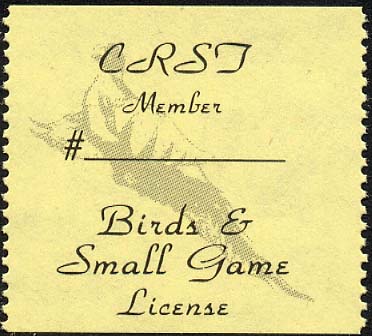 CRST
Member
#
Birds &
Small Game
License